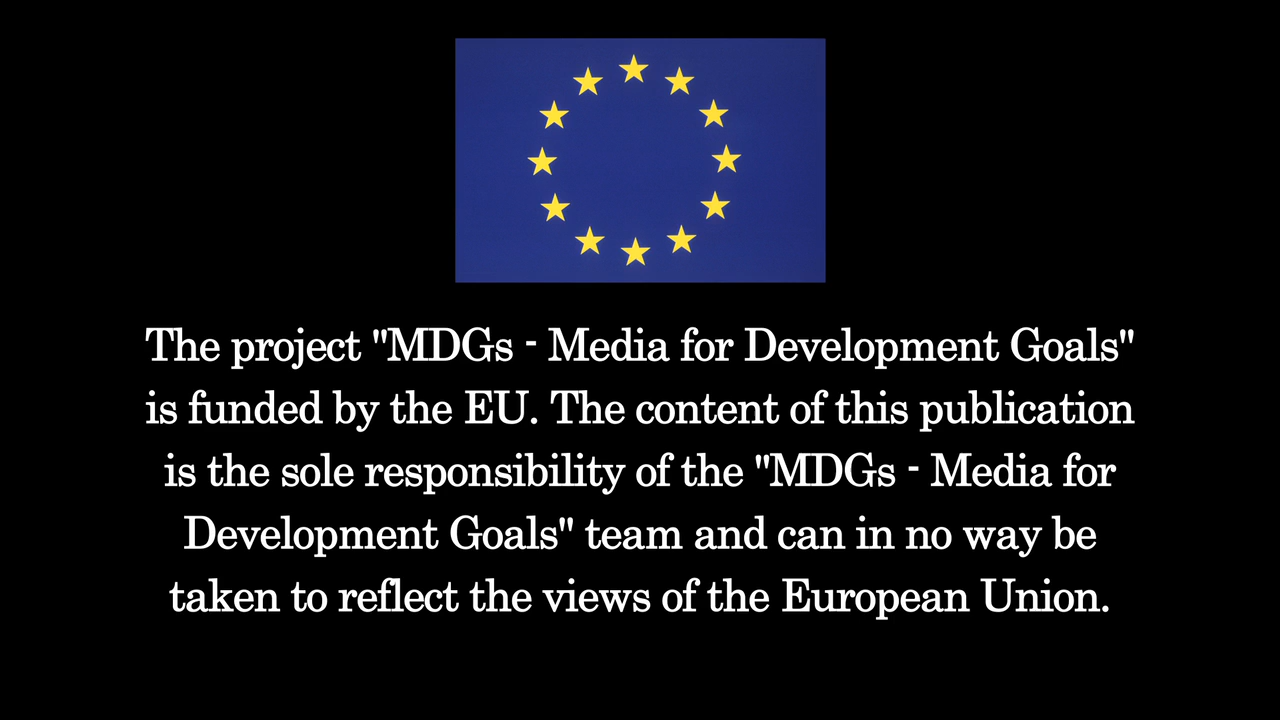 The project "MDGs - Media for Development Goals"
is funded by the EU. The content of this publication
is the sole responsibility of the "MDGs - Media for
Development Goals" team and can in no way be
taken to reflect the views of the European Union.